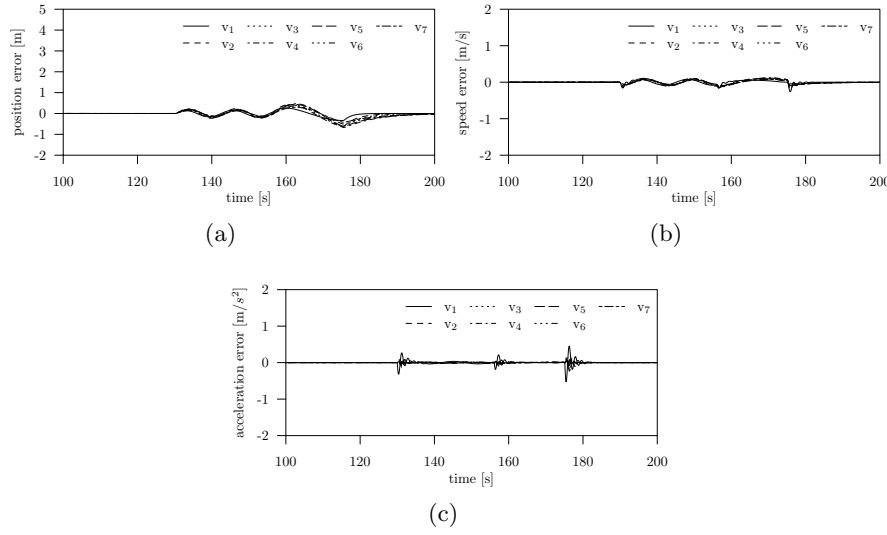 5
4
3
2
1
0
-1
-2
position error [m]
v1 v3 v5 v7
v2 v4 v6
100 120 140 160 180 200
time [s]
(a)
2
1
0
-1
-2
speed error [m/s]
v1 v3 v5 v7
v2 v4 v6
100 120 140 160 180 200
time [s]
(b)
2
1
0
-1
-2
acceleration error [m/s²]
v1 v3 v5 v7
v2 v4 v6
100 120 140 160 180 200
time [s]
(c)